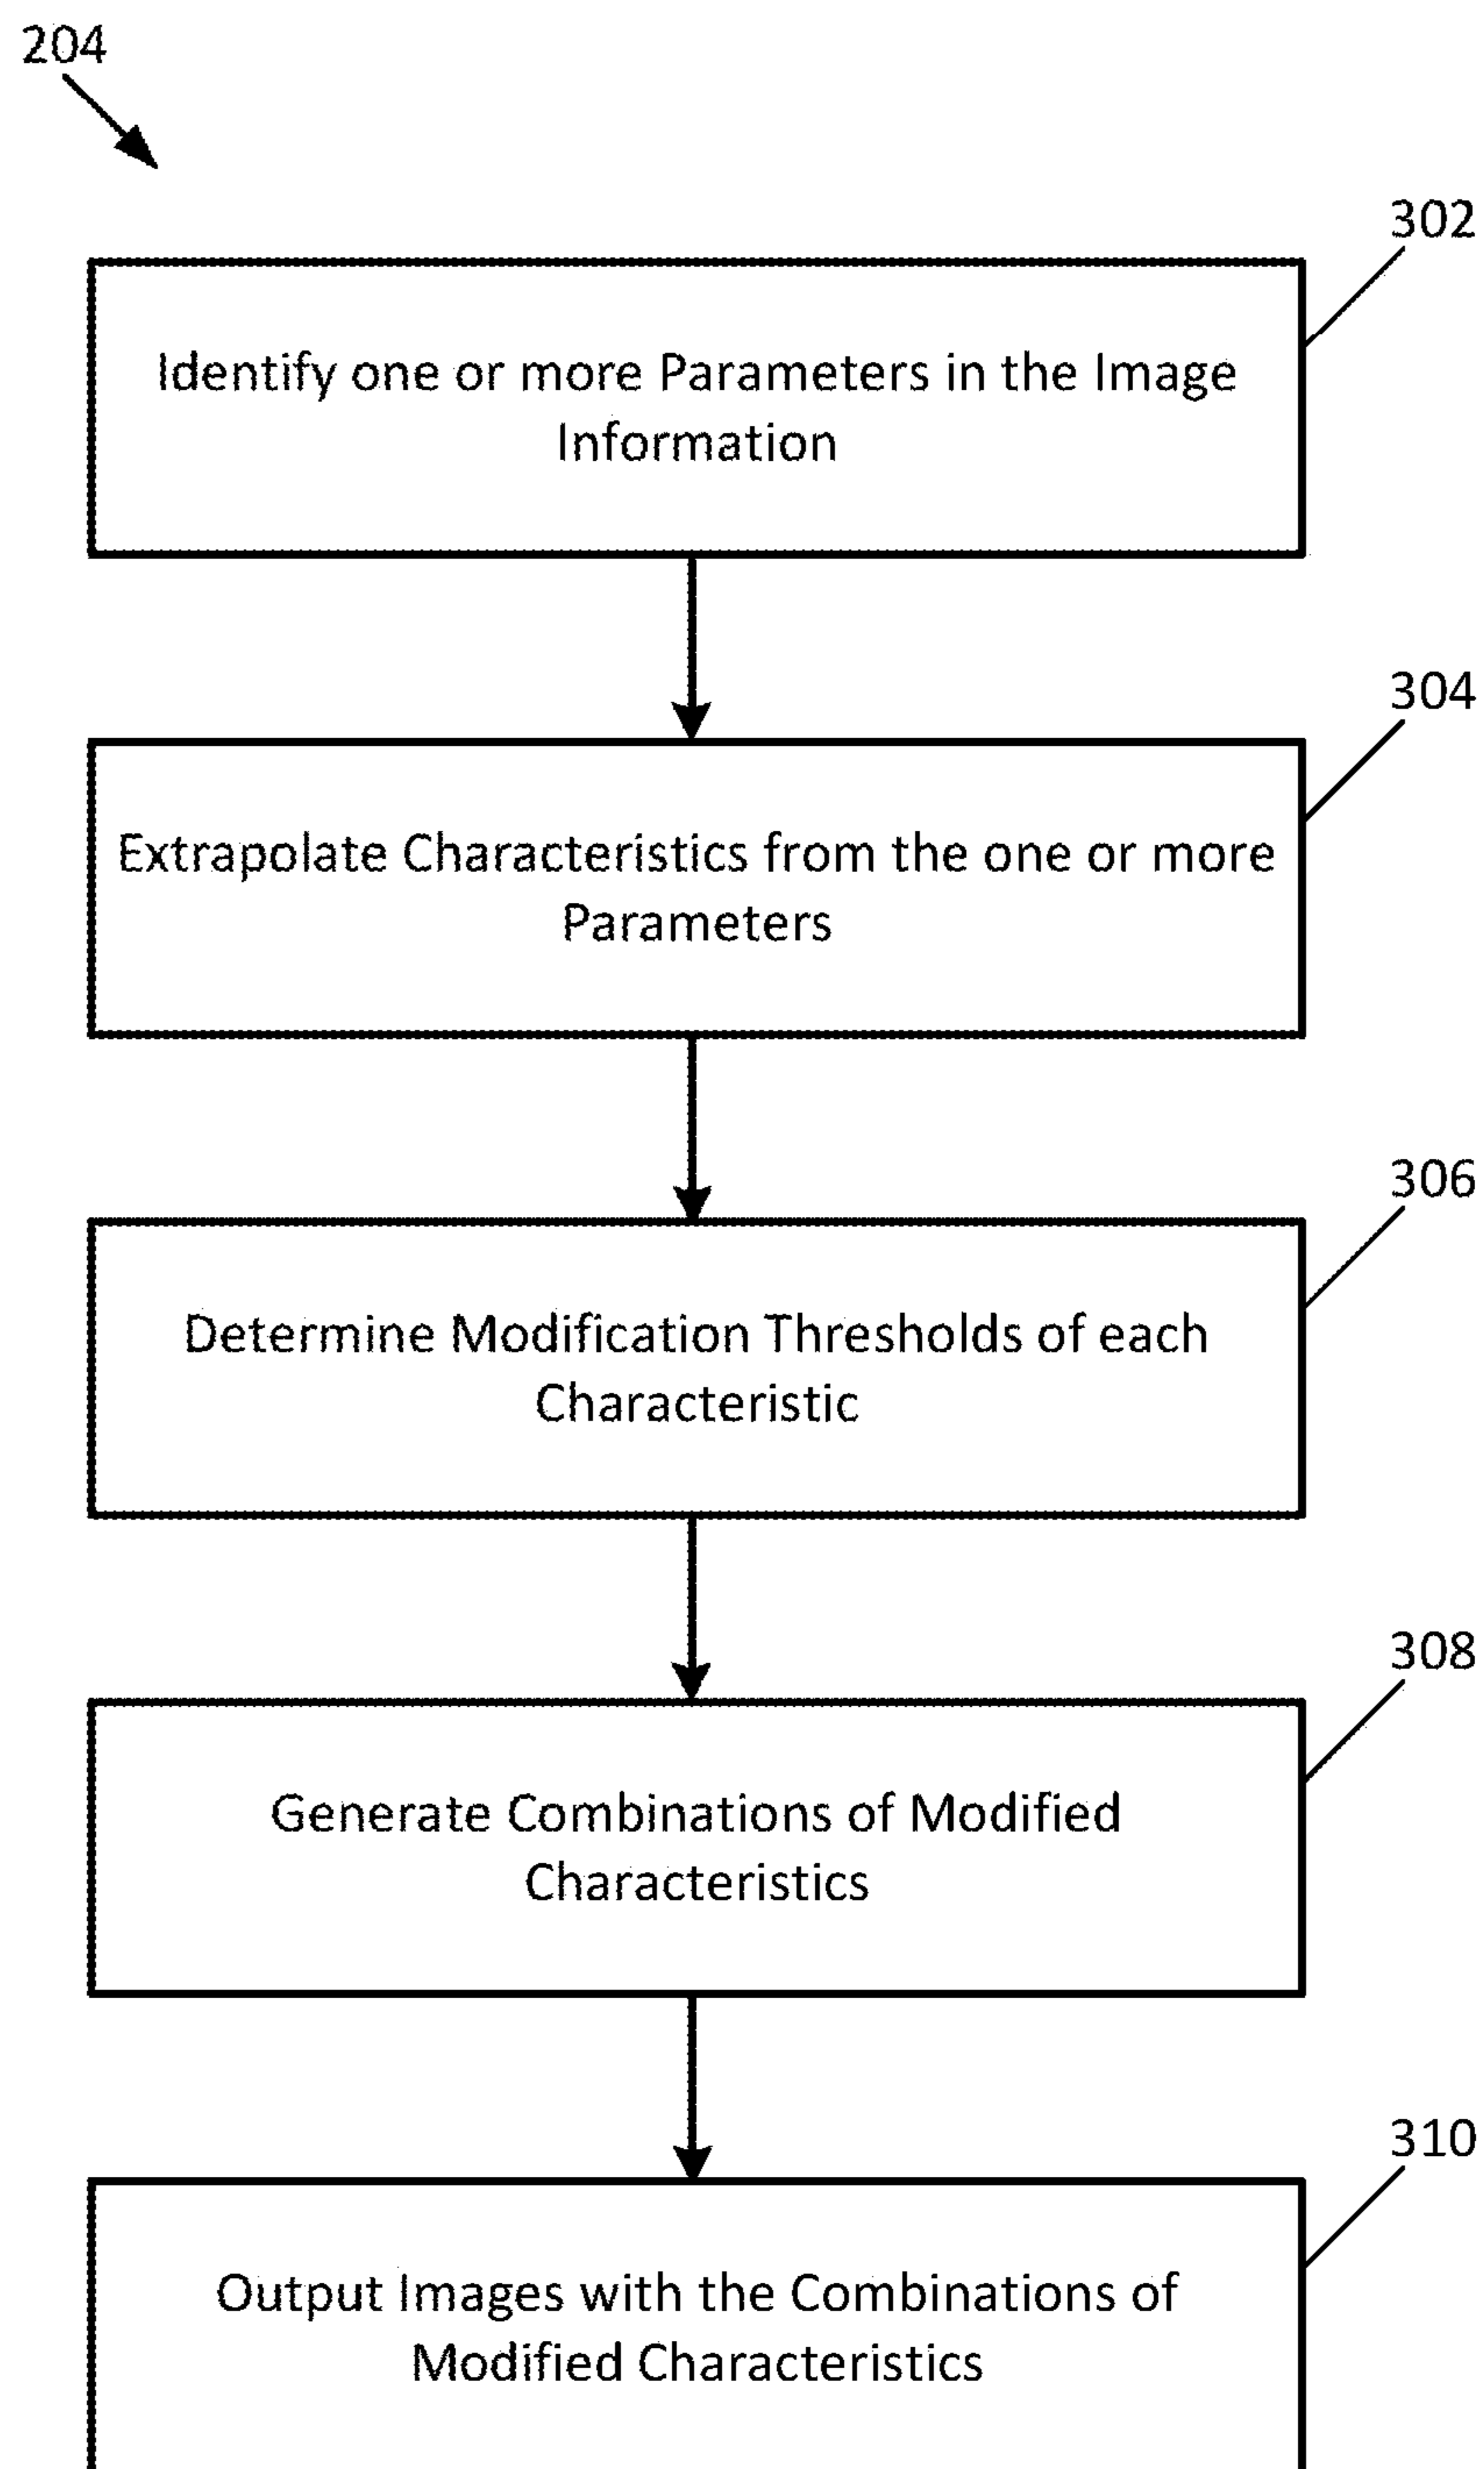 204
302
Identify one or more Parameters in the Image
Information
304
Extrapolate Characteristics from the one or more
Parameters
306
Determine Modification Thresholds of each
Characteristic
308
Generate Combinations of Modified
Characteristics
310
Output Images with the Combinations of
Modified Characteristics